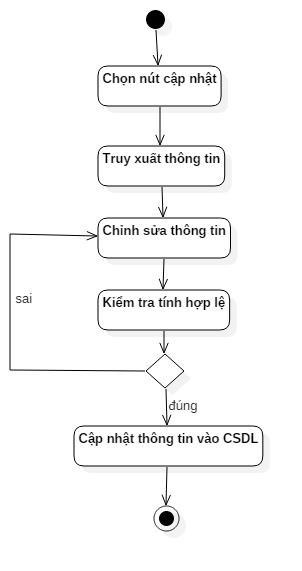 Chọn nút cập nhật
Truy xuất thông tin
Chỉnh sửa thông tin
sai
Kiểm tra tính hợp lệ
đúng
Cập nhật thông tin vào CSDL